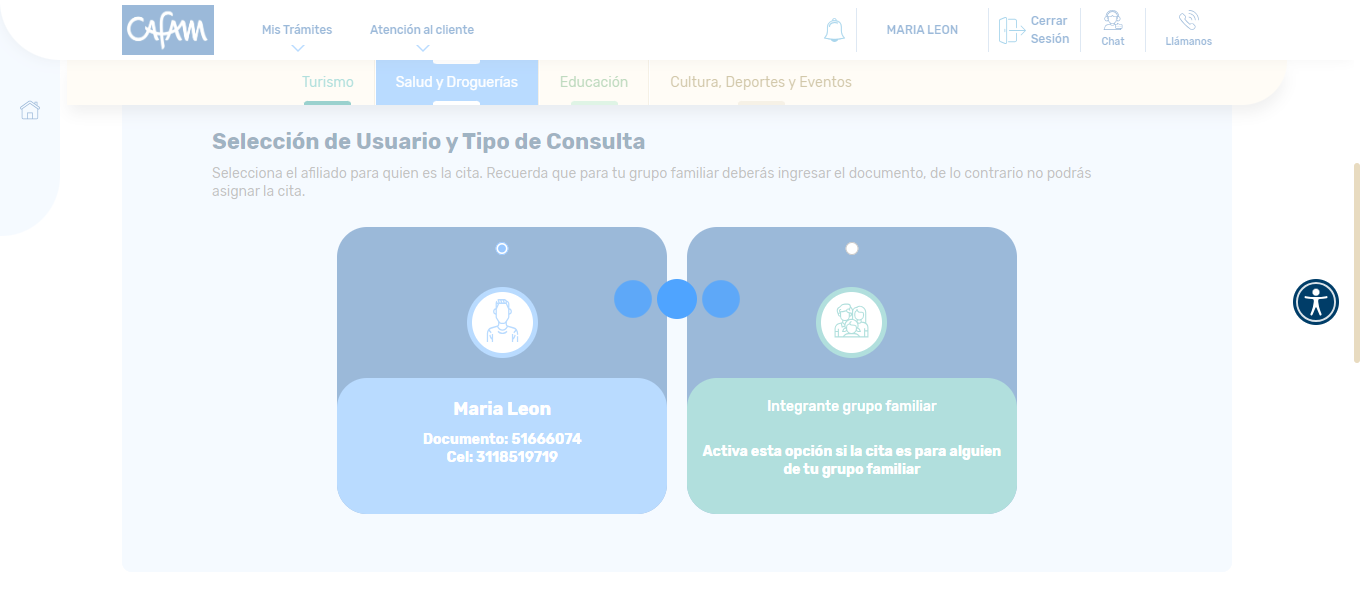 Cafam
Mis Trámites
Atención al cliente
MARIA LEON
Cerrar
Sesión
Chat
Llámanos
Turismo
Salud y Droguerías
Educación
Cultura, Deportes y Eventos
Selección de Usuario y Tipo de Consulta
Selecciona el afiliado para quien es la cita. Recuerda que para tu grupo familiar deberás ingresar el documento, de lo contrario no podrás
asignar la cita.
Maria Leon
Documento: 51666074
Cel: 3118519719
Integrante grupo familiar
Activa esta opción si la cita es para alguien
de tu grupo familiar